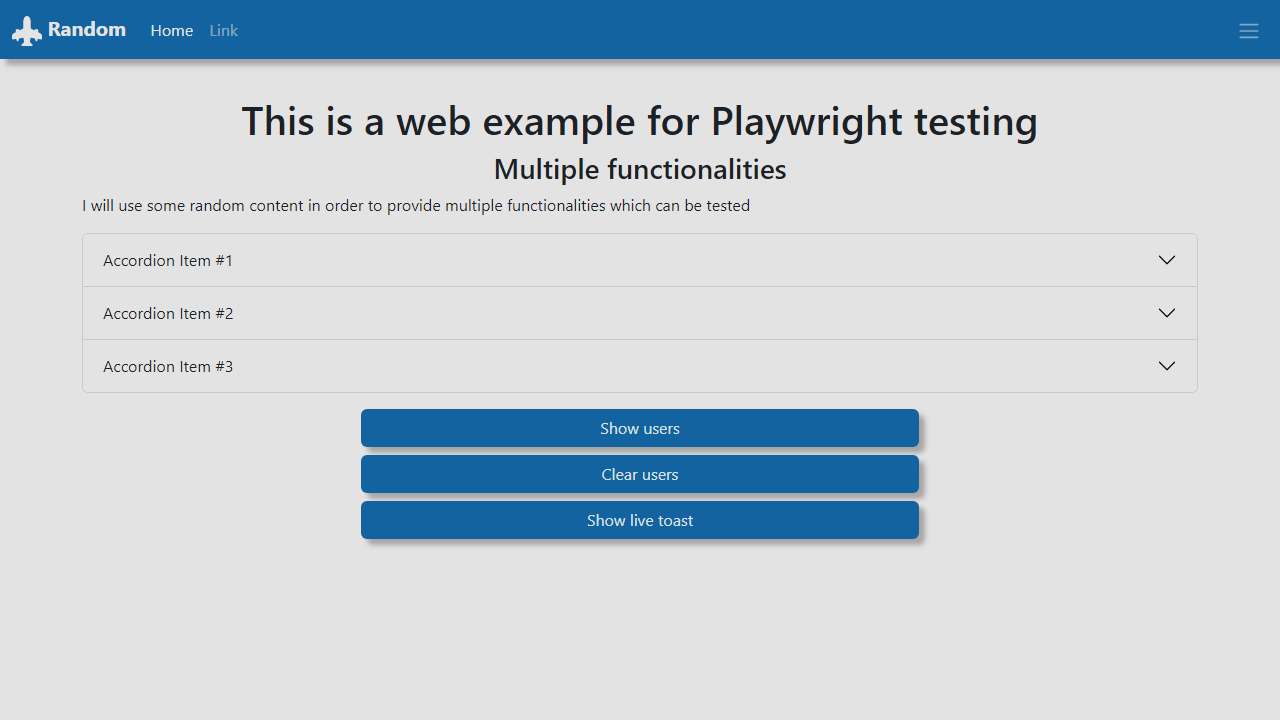 Random Home Link
This is a web example for Playwright testing
Multiple functionalities
I will use some random content in order to provide multiple functionalities which can be tested
Accordion Item #1
Accordion Item #2
Accordion Item #3
Show users
Clear users
Show live toast